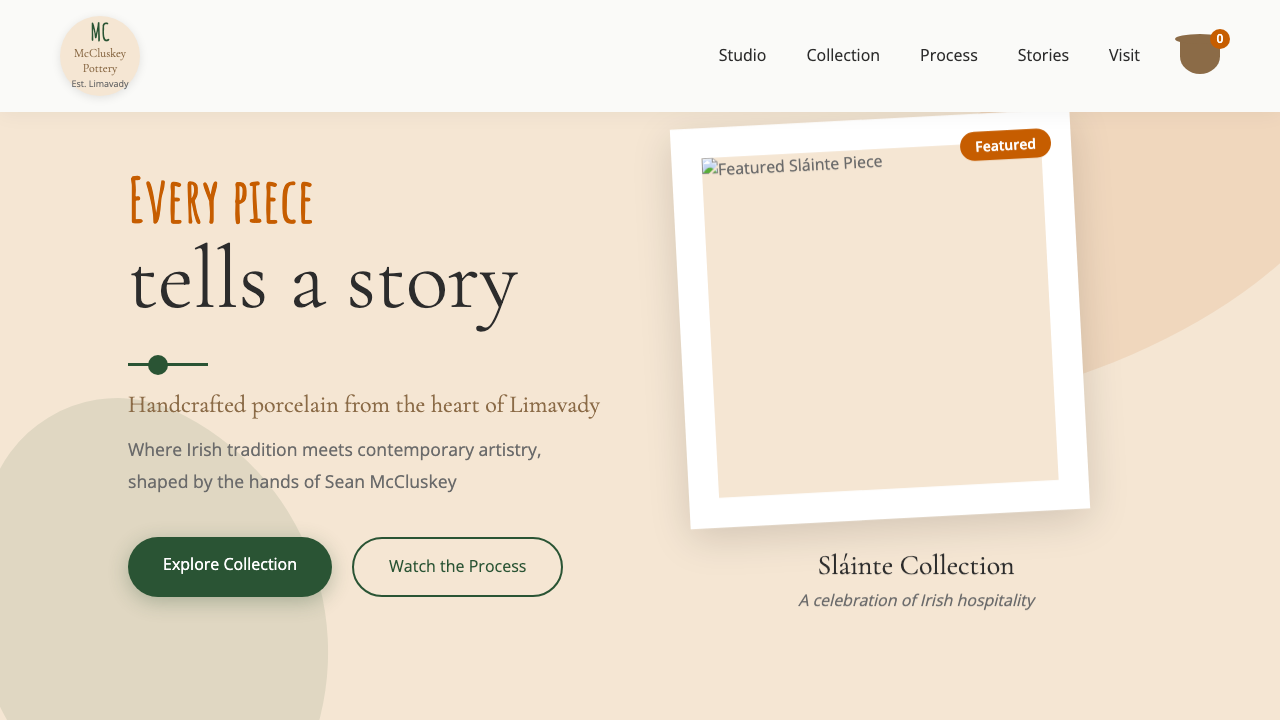 MC
McCluskey
Pottery
Est. Limavady
Studio
Collection
Process
Stories
Visit
0
Every piece
tells a story
Handcrafted porcelain from the heart of Limavady
Where Irish tradition meets contemporary artistry,
shaped by the hands of Sean McCluskey
Explore Collection
Watch the Process
Featured
Featured Sláinte Piece
Sláinte Collection
A celebration of Irish hospitality